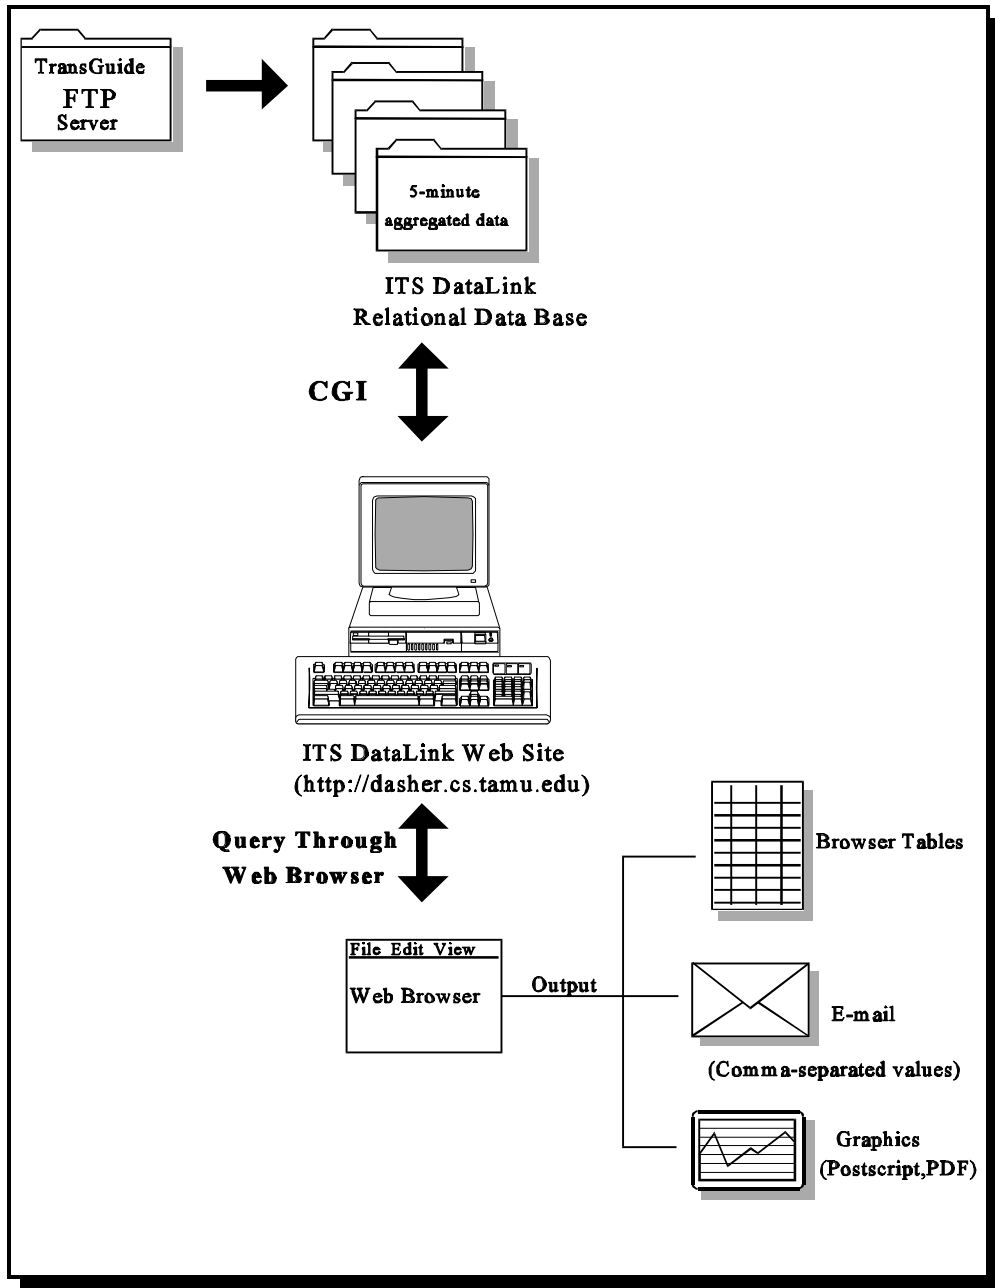 TransGuide
FTP
Server
5-minute
aggregated data
ITS DataLink
Relational Data Base
CGI
ITS DataLink Web Site
(http://dasher.cs.tamu.edu)
Query Through
Web Browser
File Edit View
Web Browser
Output
Browser Tables
E-mail
(Comma-separated values)
Graphics
(Postscript,PDF)